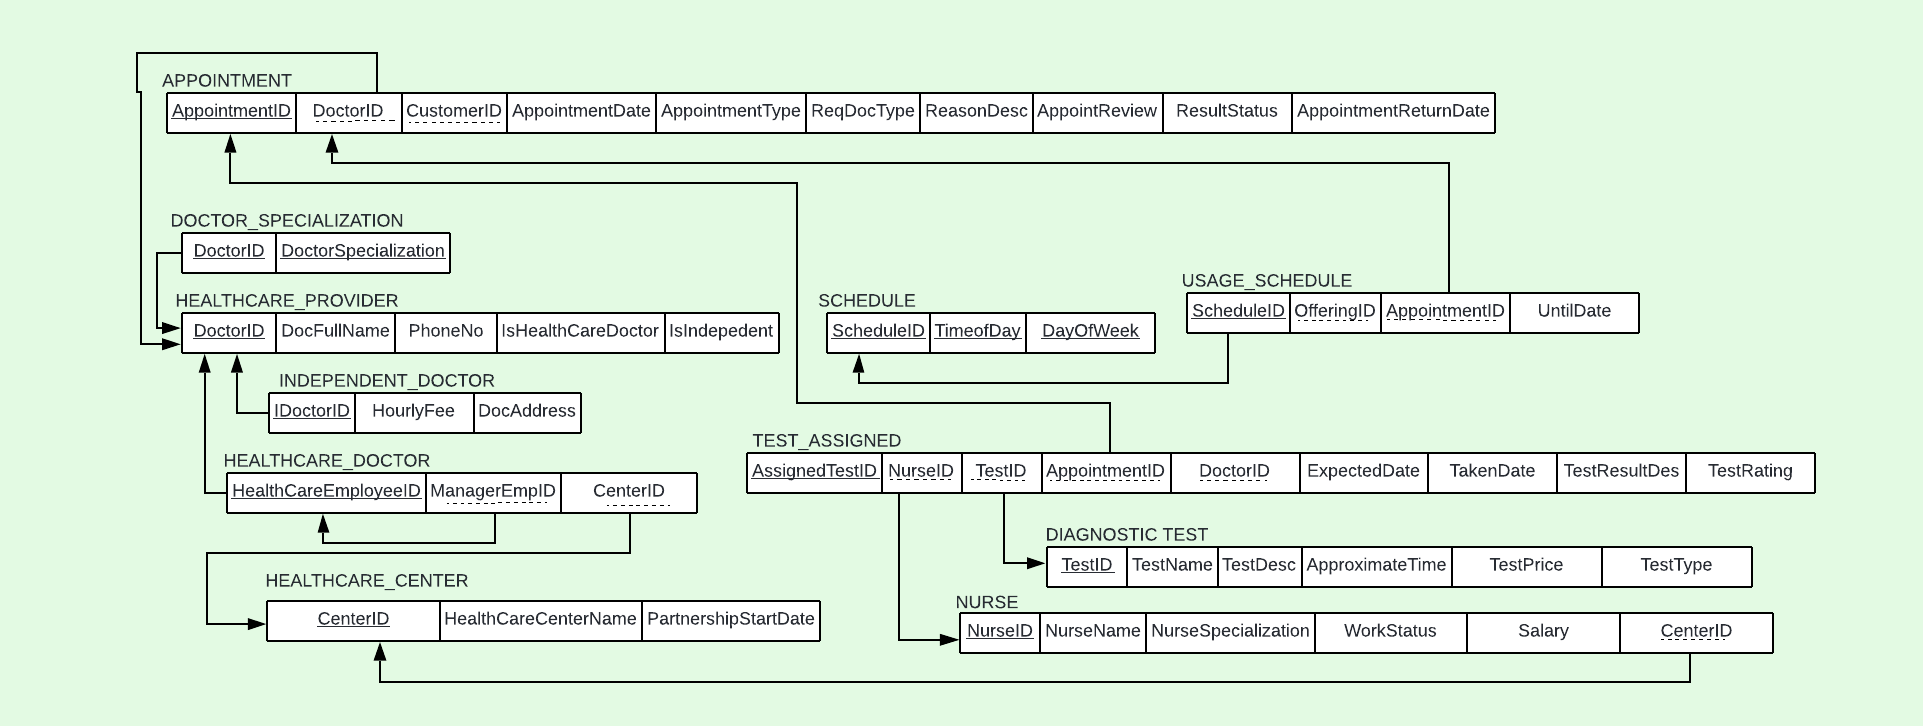 APPOINTMENT
AppointmentID DoctorID CustomerID AppointmentDate AppointmentType ReqDocType ReasonDesc AppointReview ResultStatus AppointmentReturnDate
DOCTOR_SPECIALIZATION
DoctorID DoctorSpecialization
HEALTHCARE_PROVIDER
DoctorID DocFullName PhoneNo IsHealthCareDoctor IsIndepedent
SCHEDULE
ScheduleID TimeofDay DayOfWeek
USAGE_SCHEDULE
ScheduleID OfferingID AppointmentID UntilDate
INDEPENDENT_DOCTOR
IDoctorID HourlyFee DocAddress
HEALTHCARE_DOCTOR
HealthCareEmployeeID ManagerEmpID CenterID
TEST_ASSIGNED
AssignedTestID NurseID TestID AppointmentID DoctorID ExpectedDate TakenDate TestResultDes TestRating
DIAGNOSTIC TEST
TestID TestName TestDesc ApproximateTime TestPrice TestType
HEALTHCARE_CENTER
CenterID HealthCareCenterName PartnershipStartDate
NURSE
NurseID NurseName NurseSpecialization WorkStatus Salary CenterID